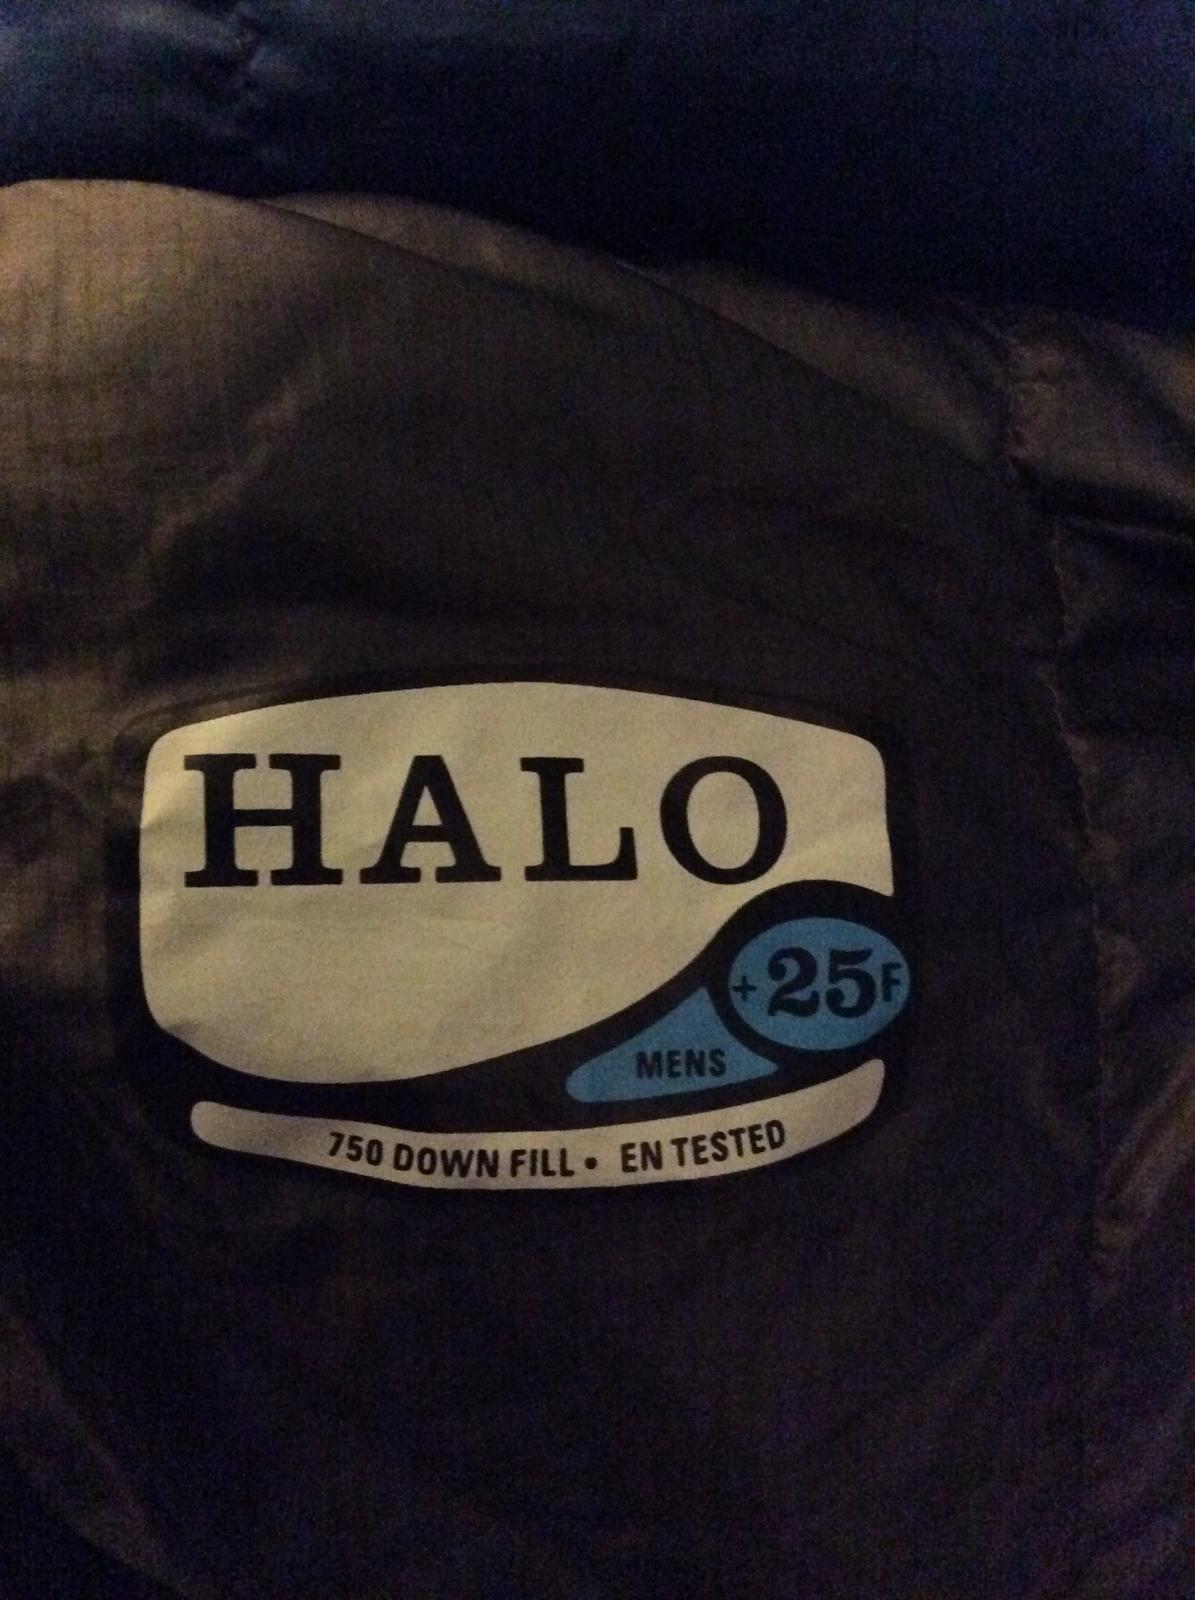 HALO
+25F
MENS
750 DOWN FILL • EN TESTED